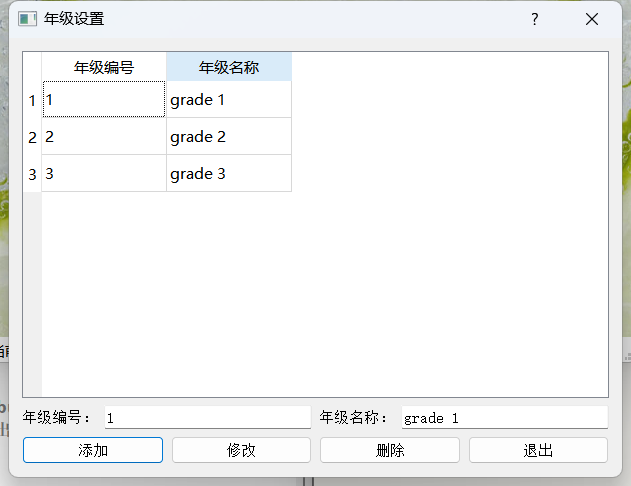 年级设置
年级编号 年级名称
1 1 grade 1
2 2 grade 2
3 3 grade 3
年级编号： 1 年级名称： grade 1
添加 修改 删除 退出